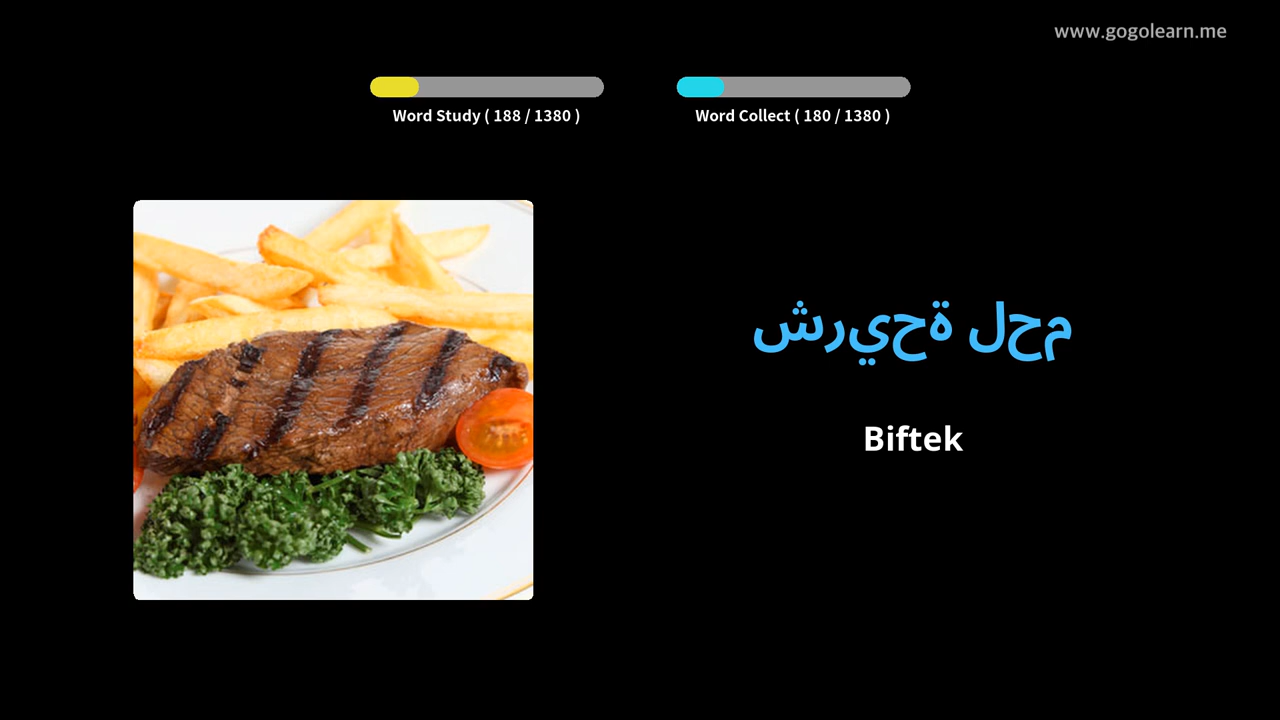 www.gogolearn.me
Word Study ( 188 / 1380 )
Word Collect ( 180 / 1380 )
شريحة لحم
Biftek